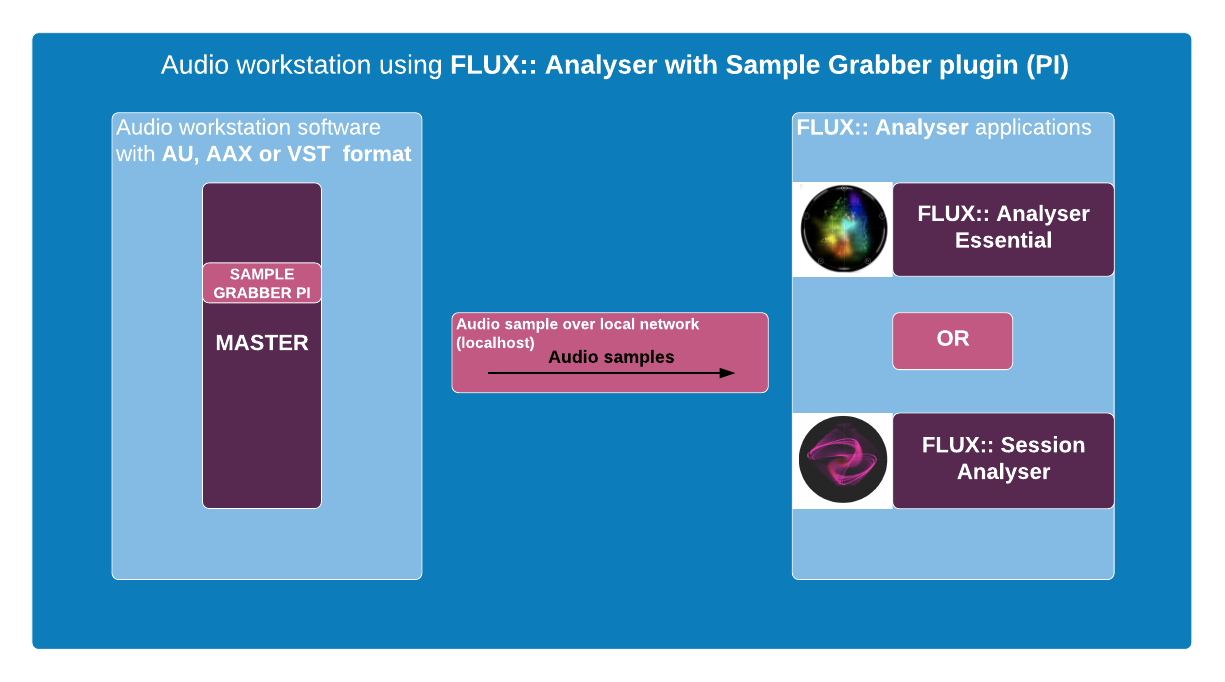 Audio workstation using FLUX:: Analyser with Sample Grabber plugin (PI)
Audio workstation software
with AU, AAX or VST  format
SAMPLE
GRABBER PI
MASTER
Audio sample over local network
(localhost)
Audio samples
FLUX:: Analyser applications
FLUX:: Analyser
Essential
OR
FLUX:: Session
Analyser